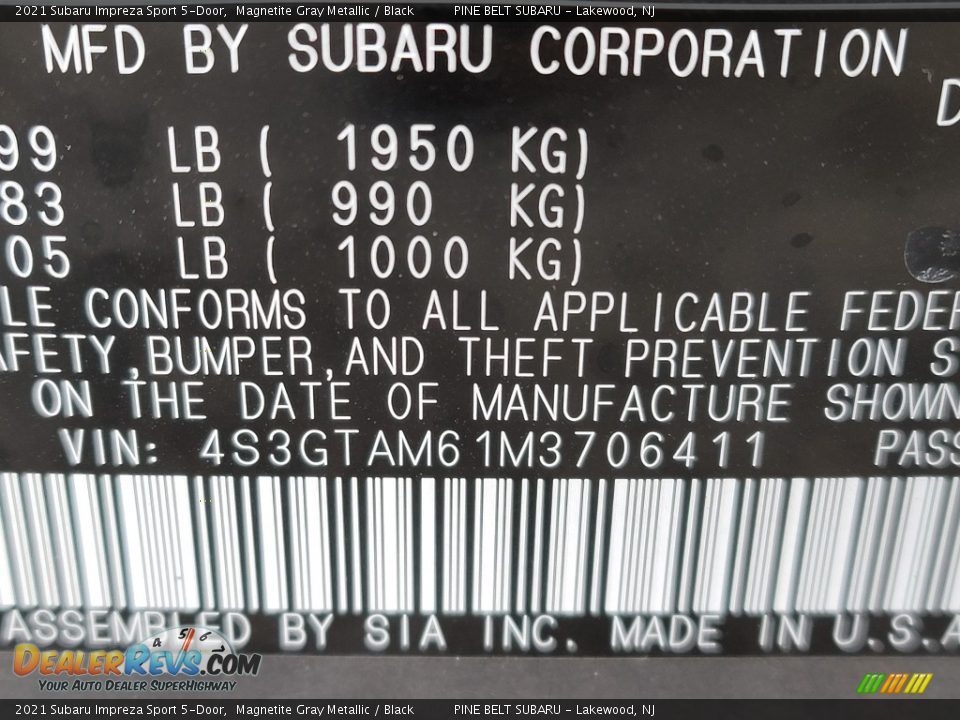 2021 Subaru Impreza Sport 5-Door, Magnetite Gray Metallic / Black PINE BELT SUBARU - Lakewood, NJ
MFD BY SUBARU CORPORATION
D
99 LB ( 1950 KG)
83 LB ( 990 KG)
05 LB ( 1000 KG)
LE CONFORMS TO ALL APPLICABLE FEDER
AFETY,BUMPER,AND THEFT PREVENTION S
ON THE DATE OF MANUFACTURE SHOWN
VIN: 4S3GTAM61M3706411 PASS
ASSEMBLED BY SIA INC. MADE IN U.S.A
4 5 6
DEALERREVS.COM
YOUR AUTO DEALER SUPERHIGHWAY
2021 Subaru Impreza Sport 5-Door, Magnetite Gray Metallic / Black PINE BELT SUBARU - Lakewood, NJ